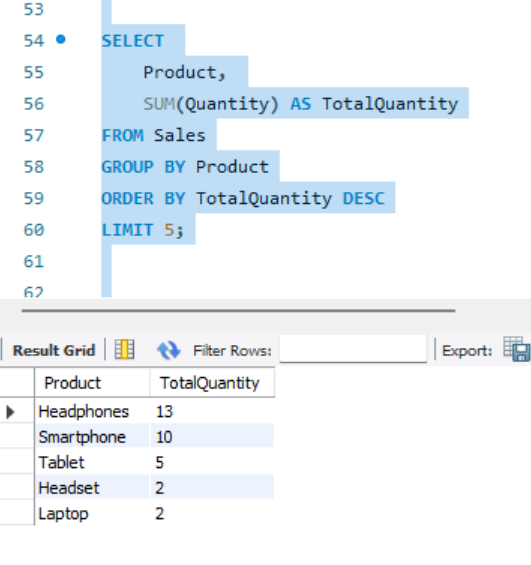 53
54 SELECT
55 Product,
56 SUM(Quantity) AS TotalQuantity
57 FROM Sales
58 GROUP BY Product
59 ORDER BY TotalQuantity DESC
60 LIMIT 5;
61
62
Result Grid Filter Rows: Export:
Product TotalQuantity
Headphones 13
Smartphone 10
Tablet 5
Headset 2
Laptop 2